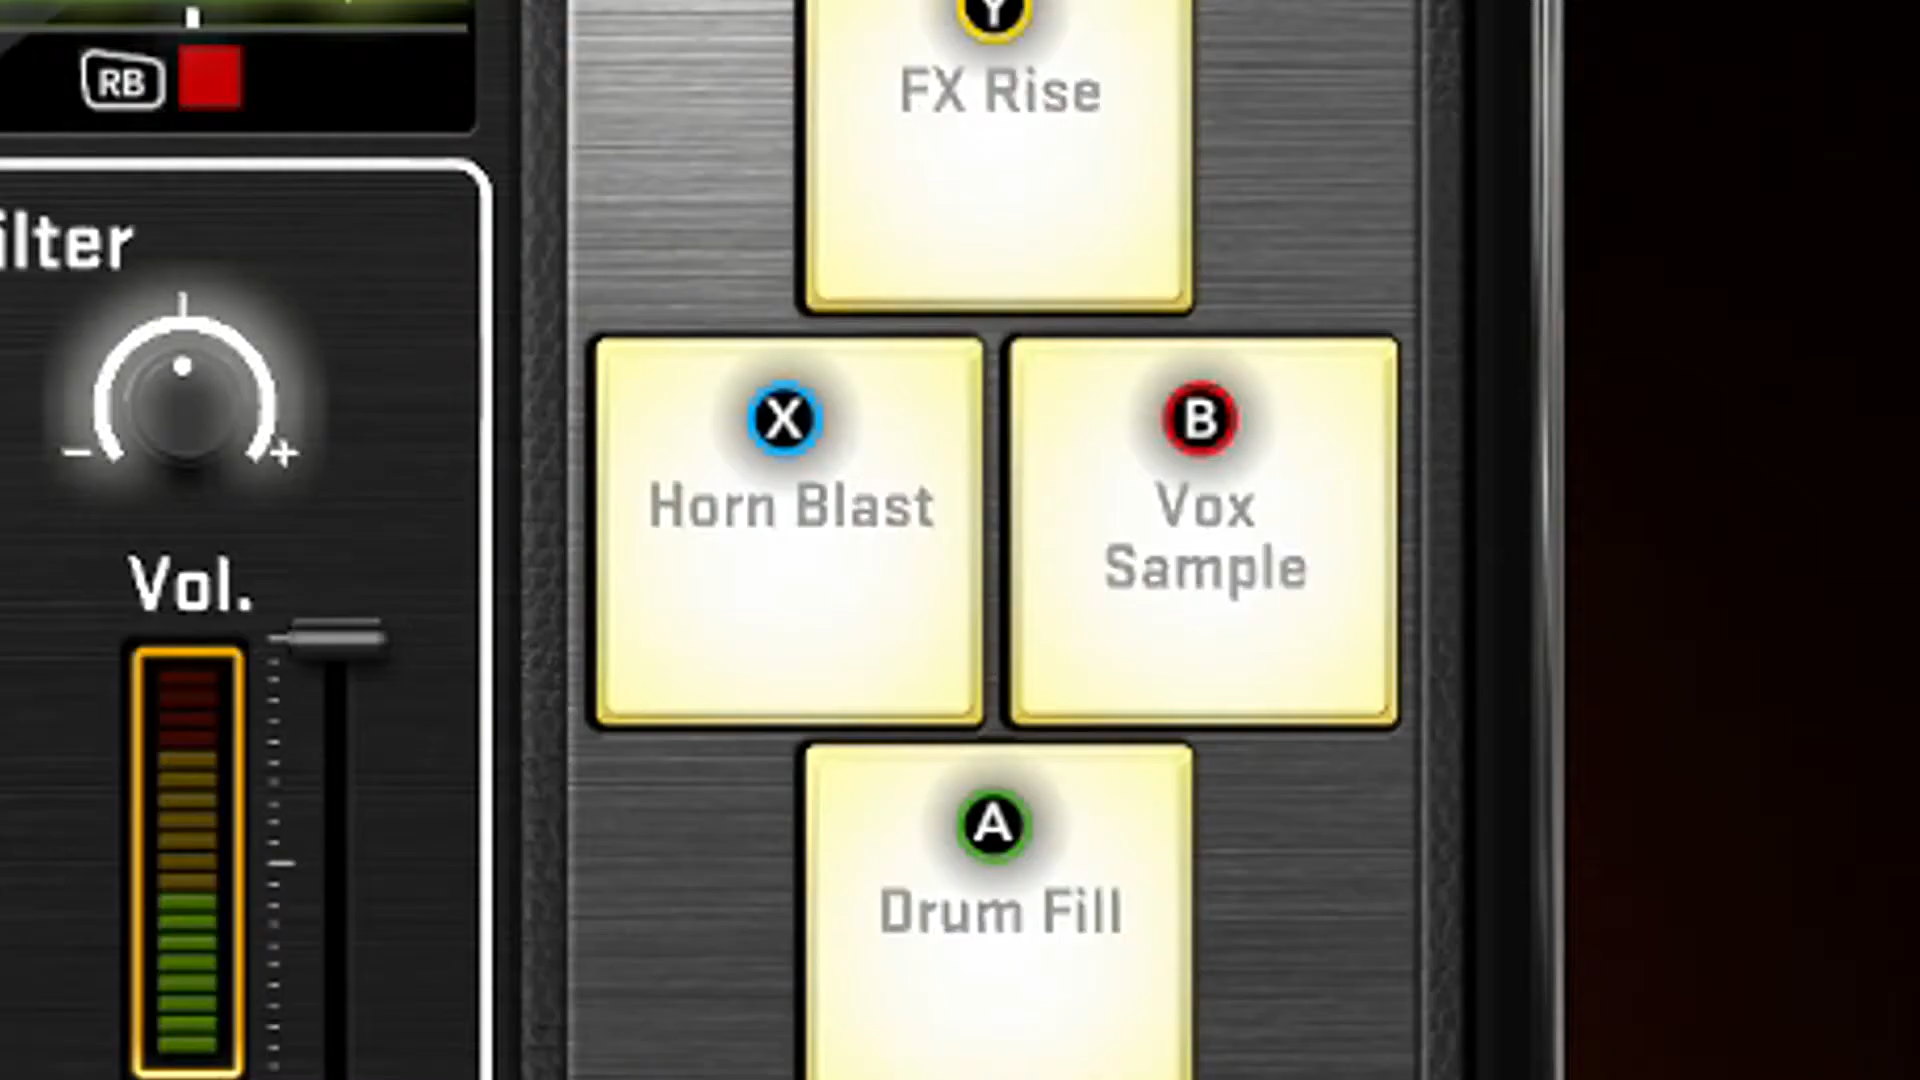 Y
FX Rise
RB
ilter
- +
X
Horn Blast
B
Vox
Sample
Vol.
A
Drum Fill